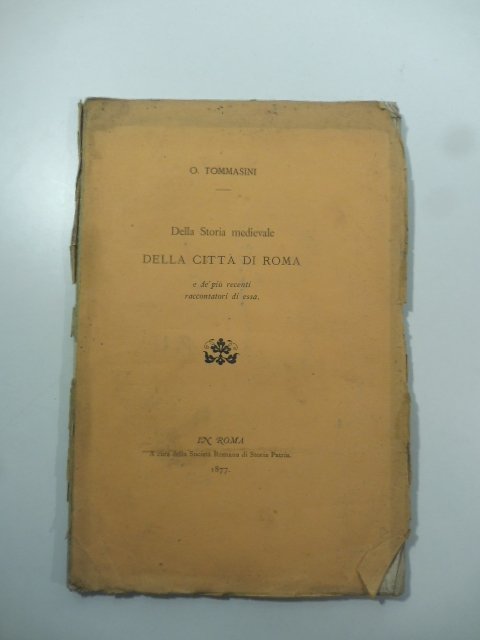 O. TOMMASINI
Della Storia medievale
DELLA CITTÀ DI ROMA
e de' più recenti
raccontatori di essa.
IN ROMA
A cura della Società Romana di Storia Patria.
1877.